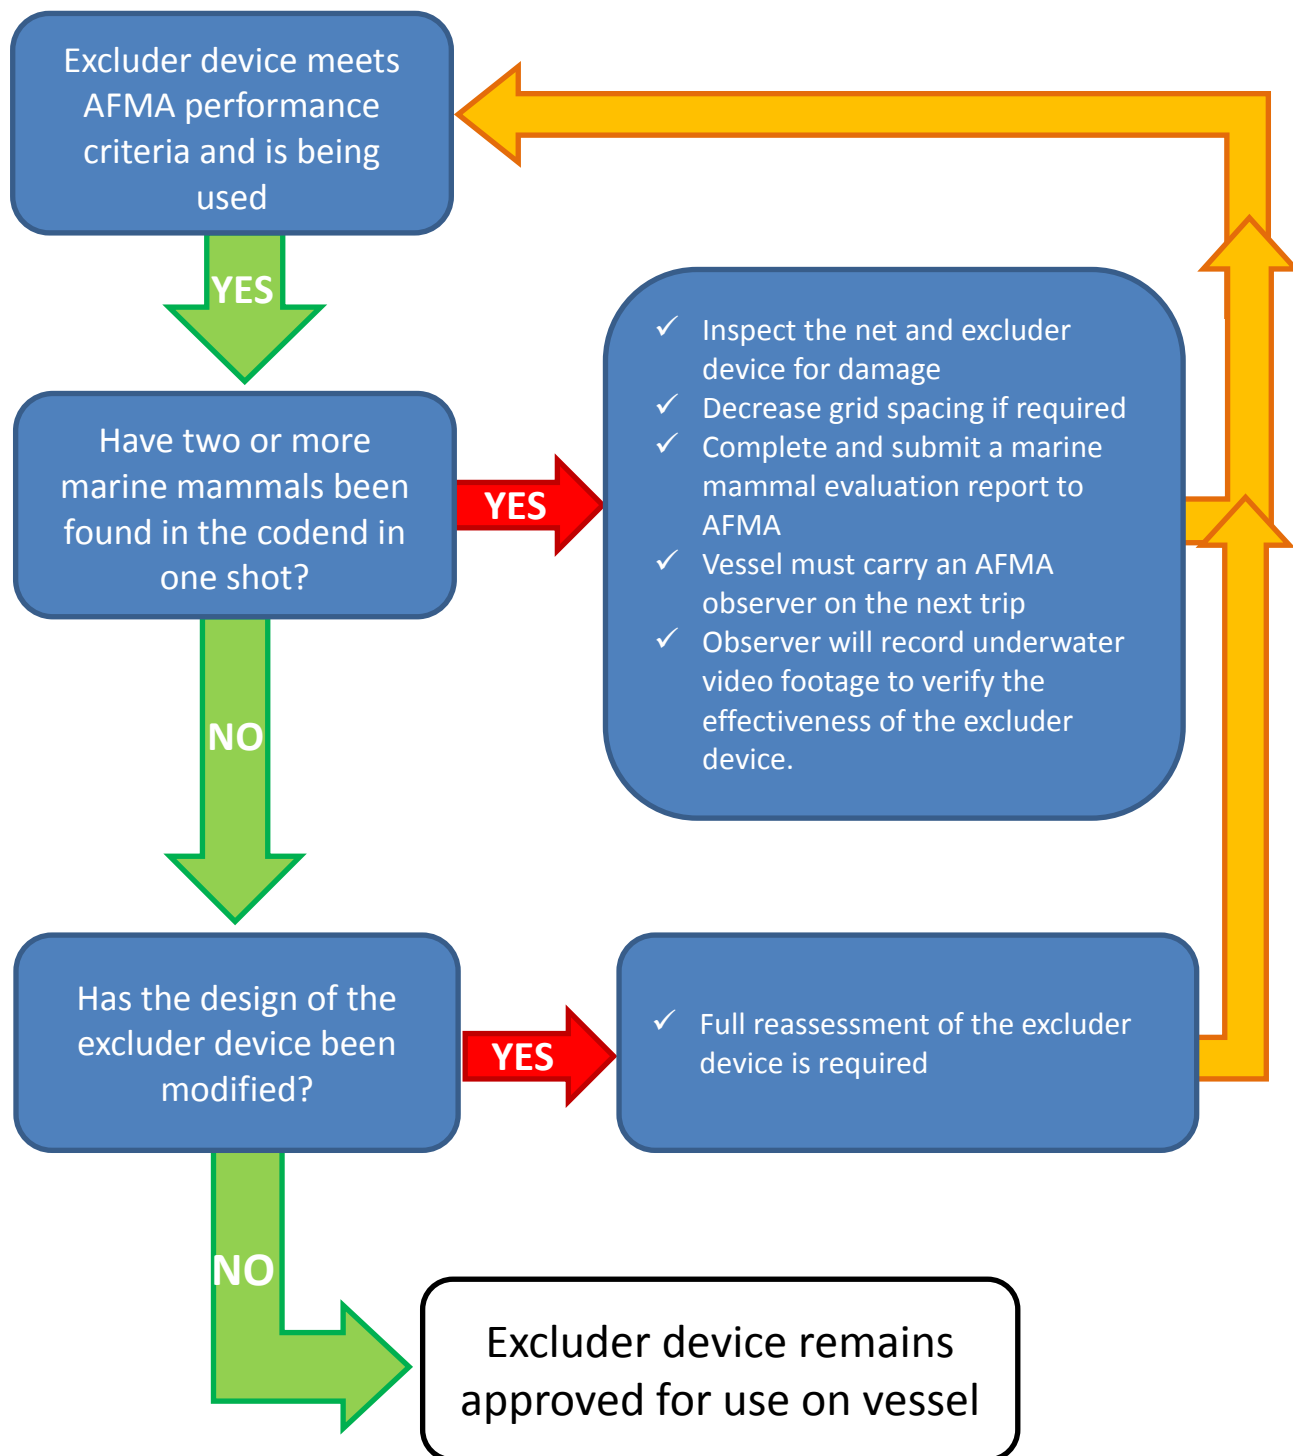 Excluder device meets
AFMA performance
criteria and is being
used
YES
Have two or more
marine mammals been
found in the codend in
one shot?
YES
✓ Inspect the net and excluder
device for damage
✓ Decrease grid spacing if required
✓ Complete and submit a marine
mammal evaluation report to
AFMA
✓ Vessel must carry an AFMA
observer on the next trip
✓ Observer will record underwater
video footage to verify the
effectiveness of the excluder
device.
NO
Has the design of the
excluder device been
modified?
YES
✓ Full reassessment of the excluder
device is required
NO
Excluder device remains
approved for use on vessel